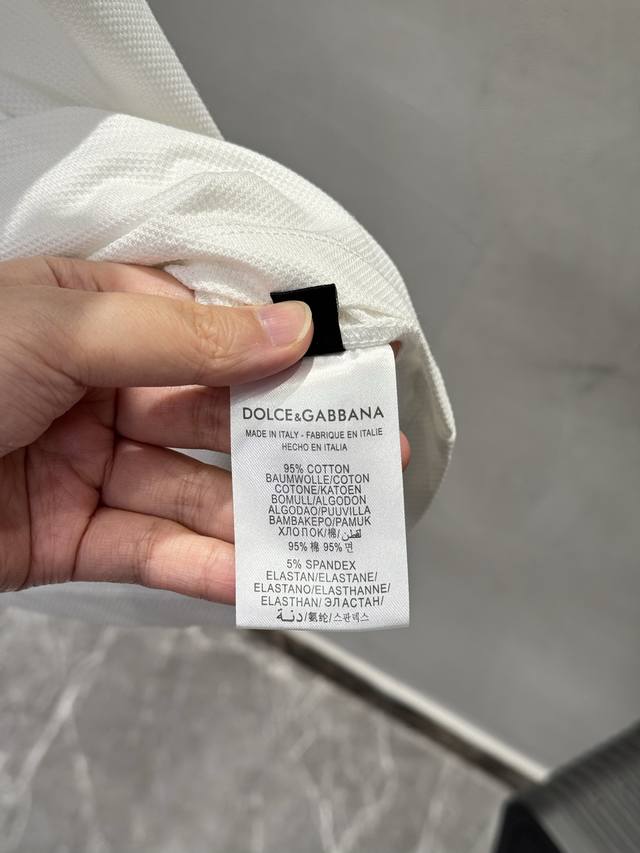 DOLCE&GABBANA
MADE IN ITALY - FABRIQUE EN ITALIE
HECHO EN ITALIA
95% COTTON
BAUMWOLLE/COTON
COTONE/KATOEN
BOMULL/ALGODON
ALGODAO/PUUVILLA
BAMBAKEPO/PAMUK
ХЛОПОК/棉/قطن
95% 棉 95% 면
5% SPANDEX
ELASTAN/ELASTANE/
ELASTANO/ELASTHANNE/
ELASTHAN/ ЭЛАСТАН/
/氨纶/스판덱스